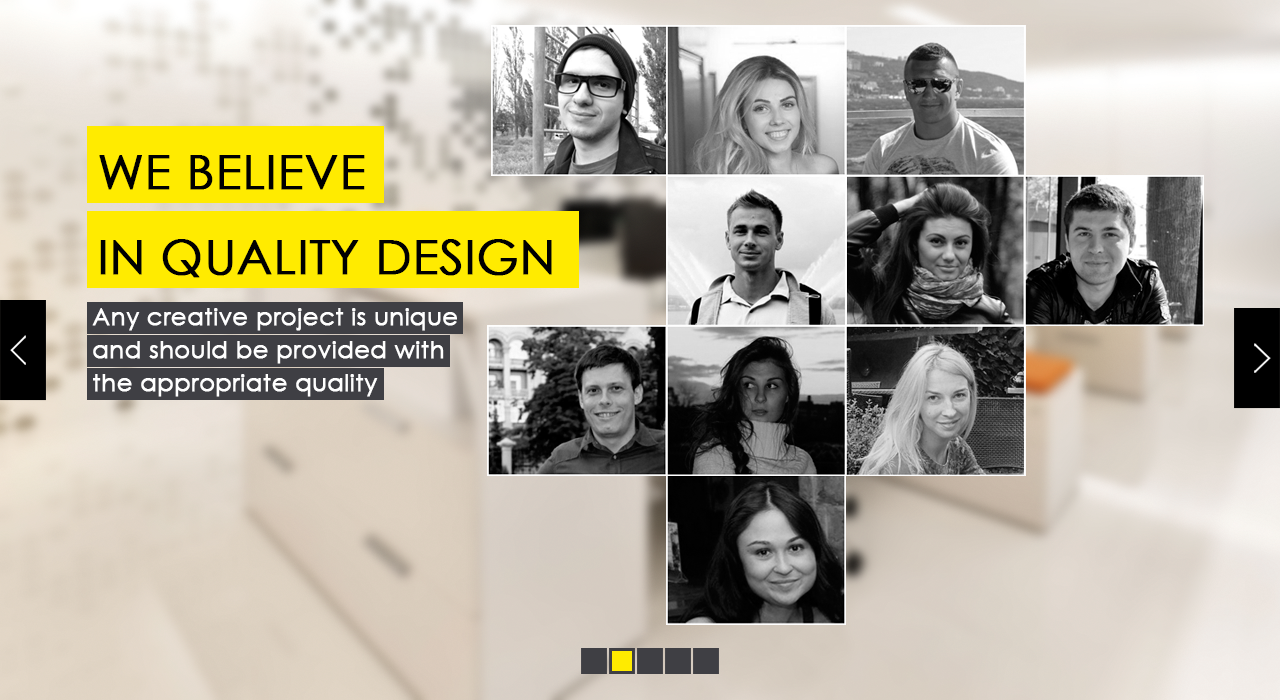 WE BELIEVE
IN QUALITY DESIGN
Any creative project is unique
and should be provided with
the appropriate quality